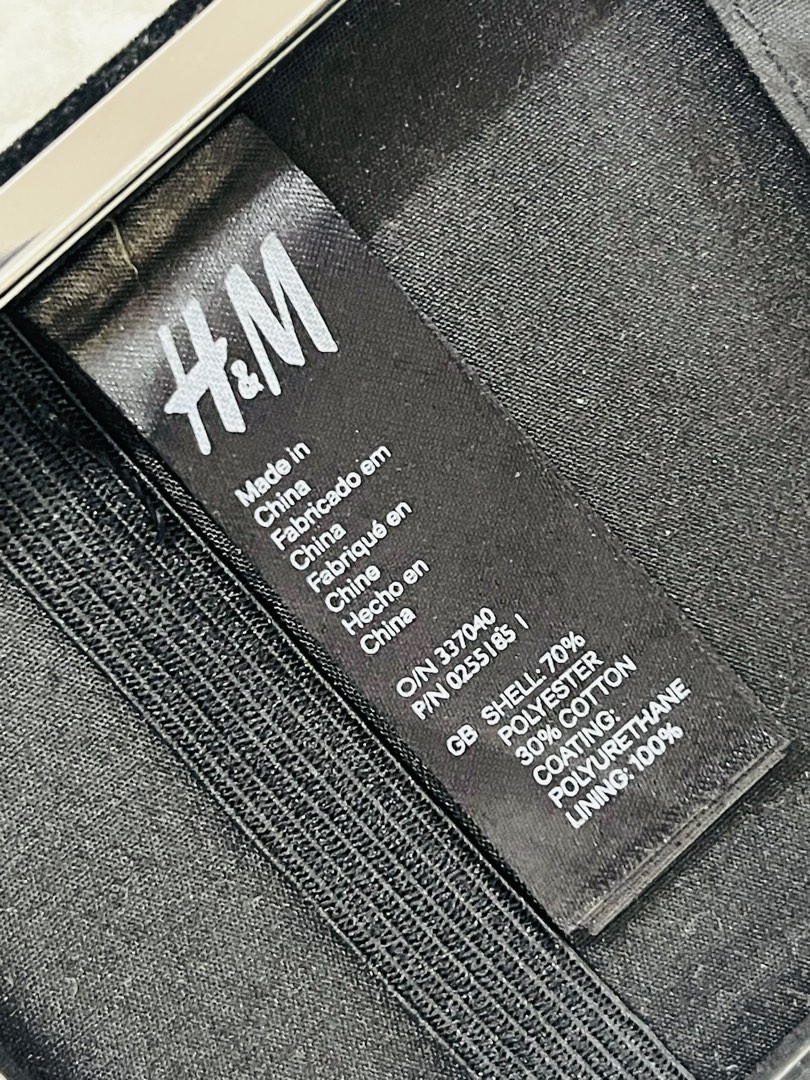 H&M
Made in
China
Fabricado em
China
Fabriqué en
Chine
Hecho en
China
O/N 337040
P/N 0255185 1
GB SHELL: 70%
POLYESTER
30% COTTON
COATING:
POLYURETHANE
LINING: 100%